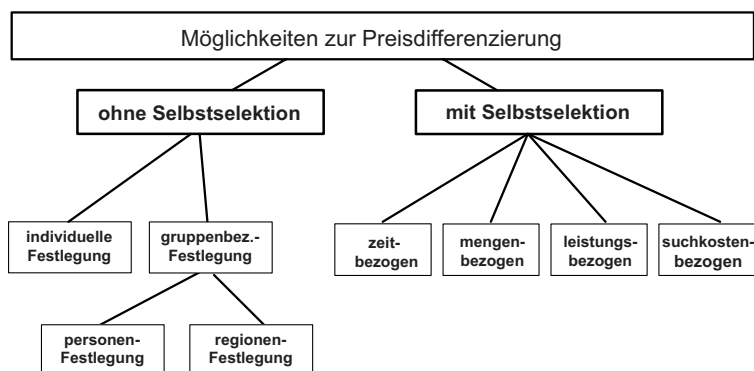 Möglichkeiten zur Preisdifferenzierung
ohne Selbstselektion
mit Selbstselektion
individuelle
Festlegung
gruppenbez.-
Festlegung
zeit-
bezogen
mengen-
bezogen
leistungs-
bezogen
suchkosten-
bezogen
personen-
Festlegung
regionen-
Festlegung